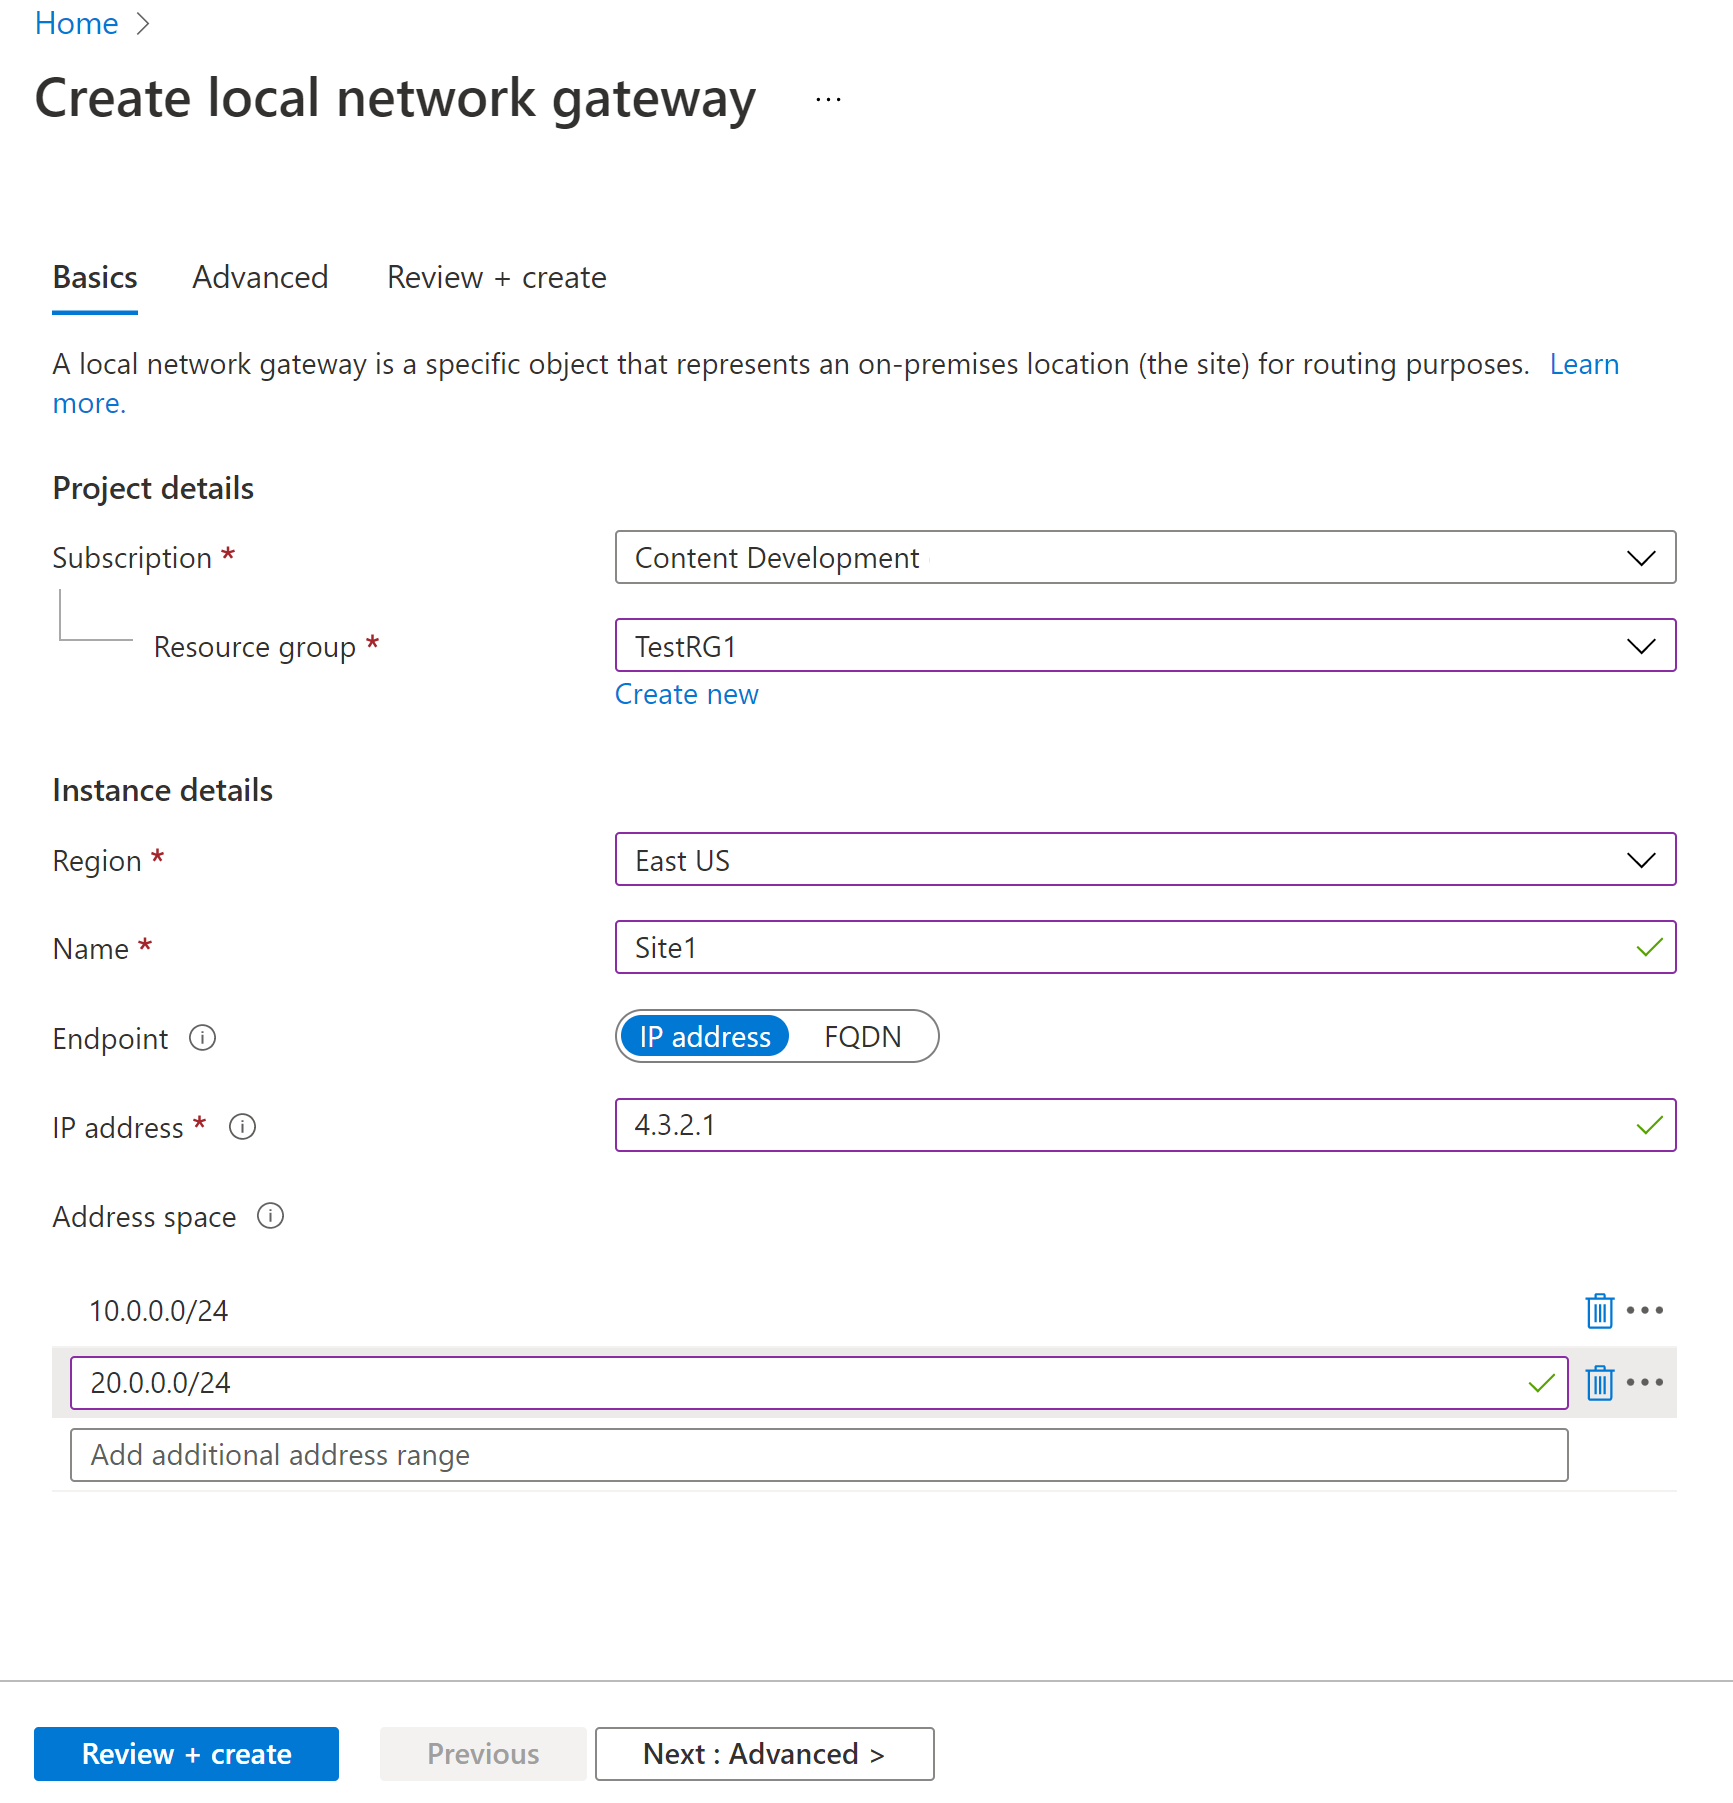 Home
Create local network gateway ...
Basics Advanced Review + create
A local network gateway is a specific object that represents an on-premises location (the site) for routing purposes. Learn
more.
Project details
Subscription * Content Development
Resource group * TestRG1
Create new
Instance details
Region * East US
Name * Site1
Endpoint IP address FQDN
IP address * 4.3.2.1
Address space
10.0.0.0/24
20.0.0.0/24
Add additional address range
Review + create Previous Next : Advanced >